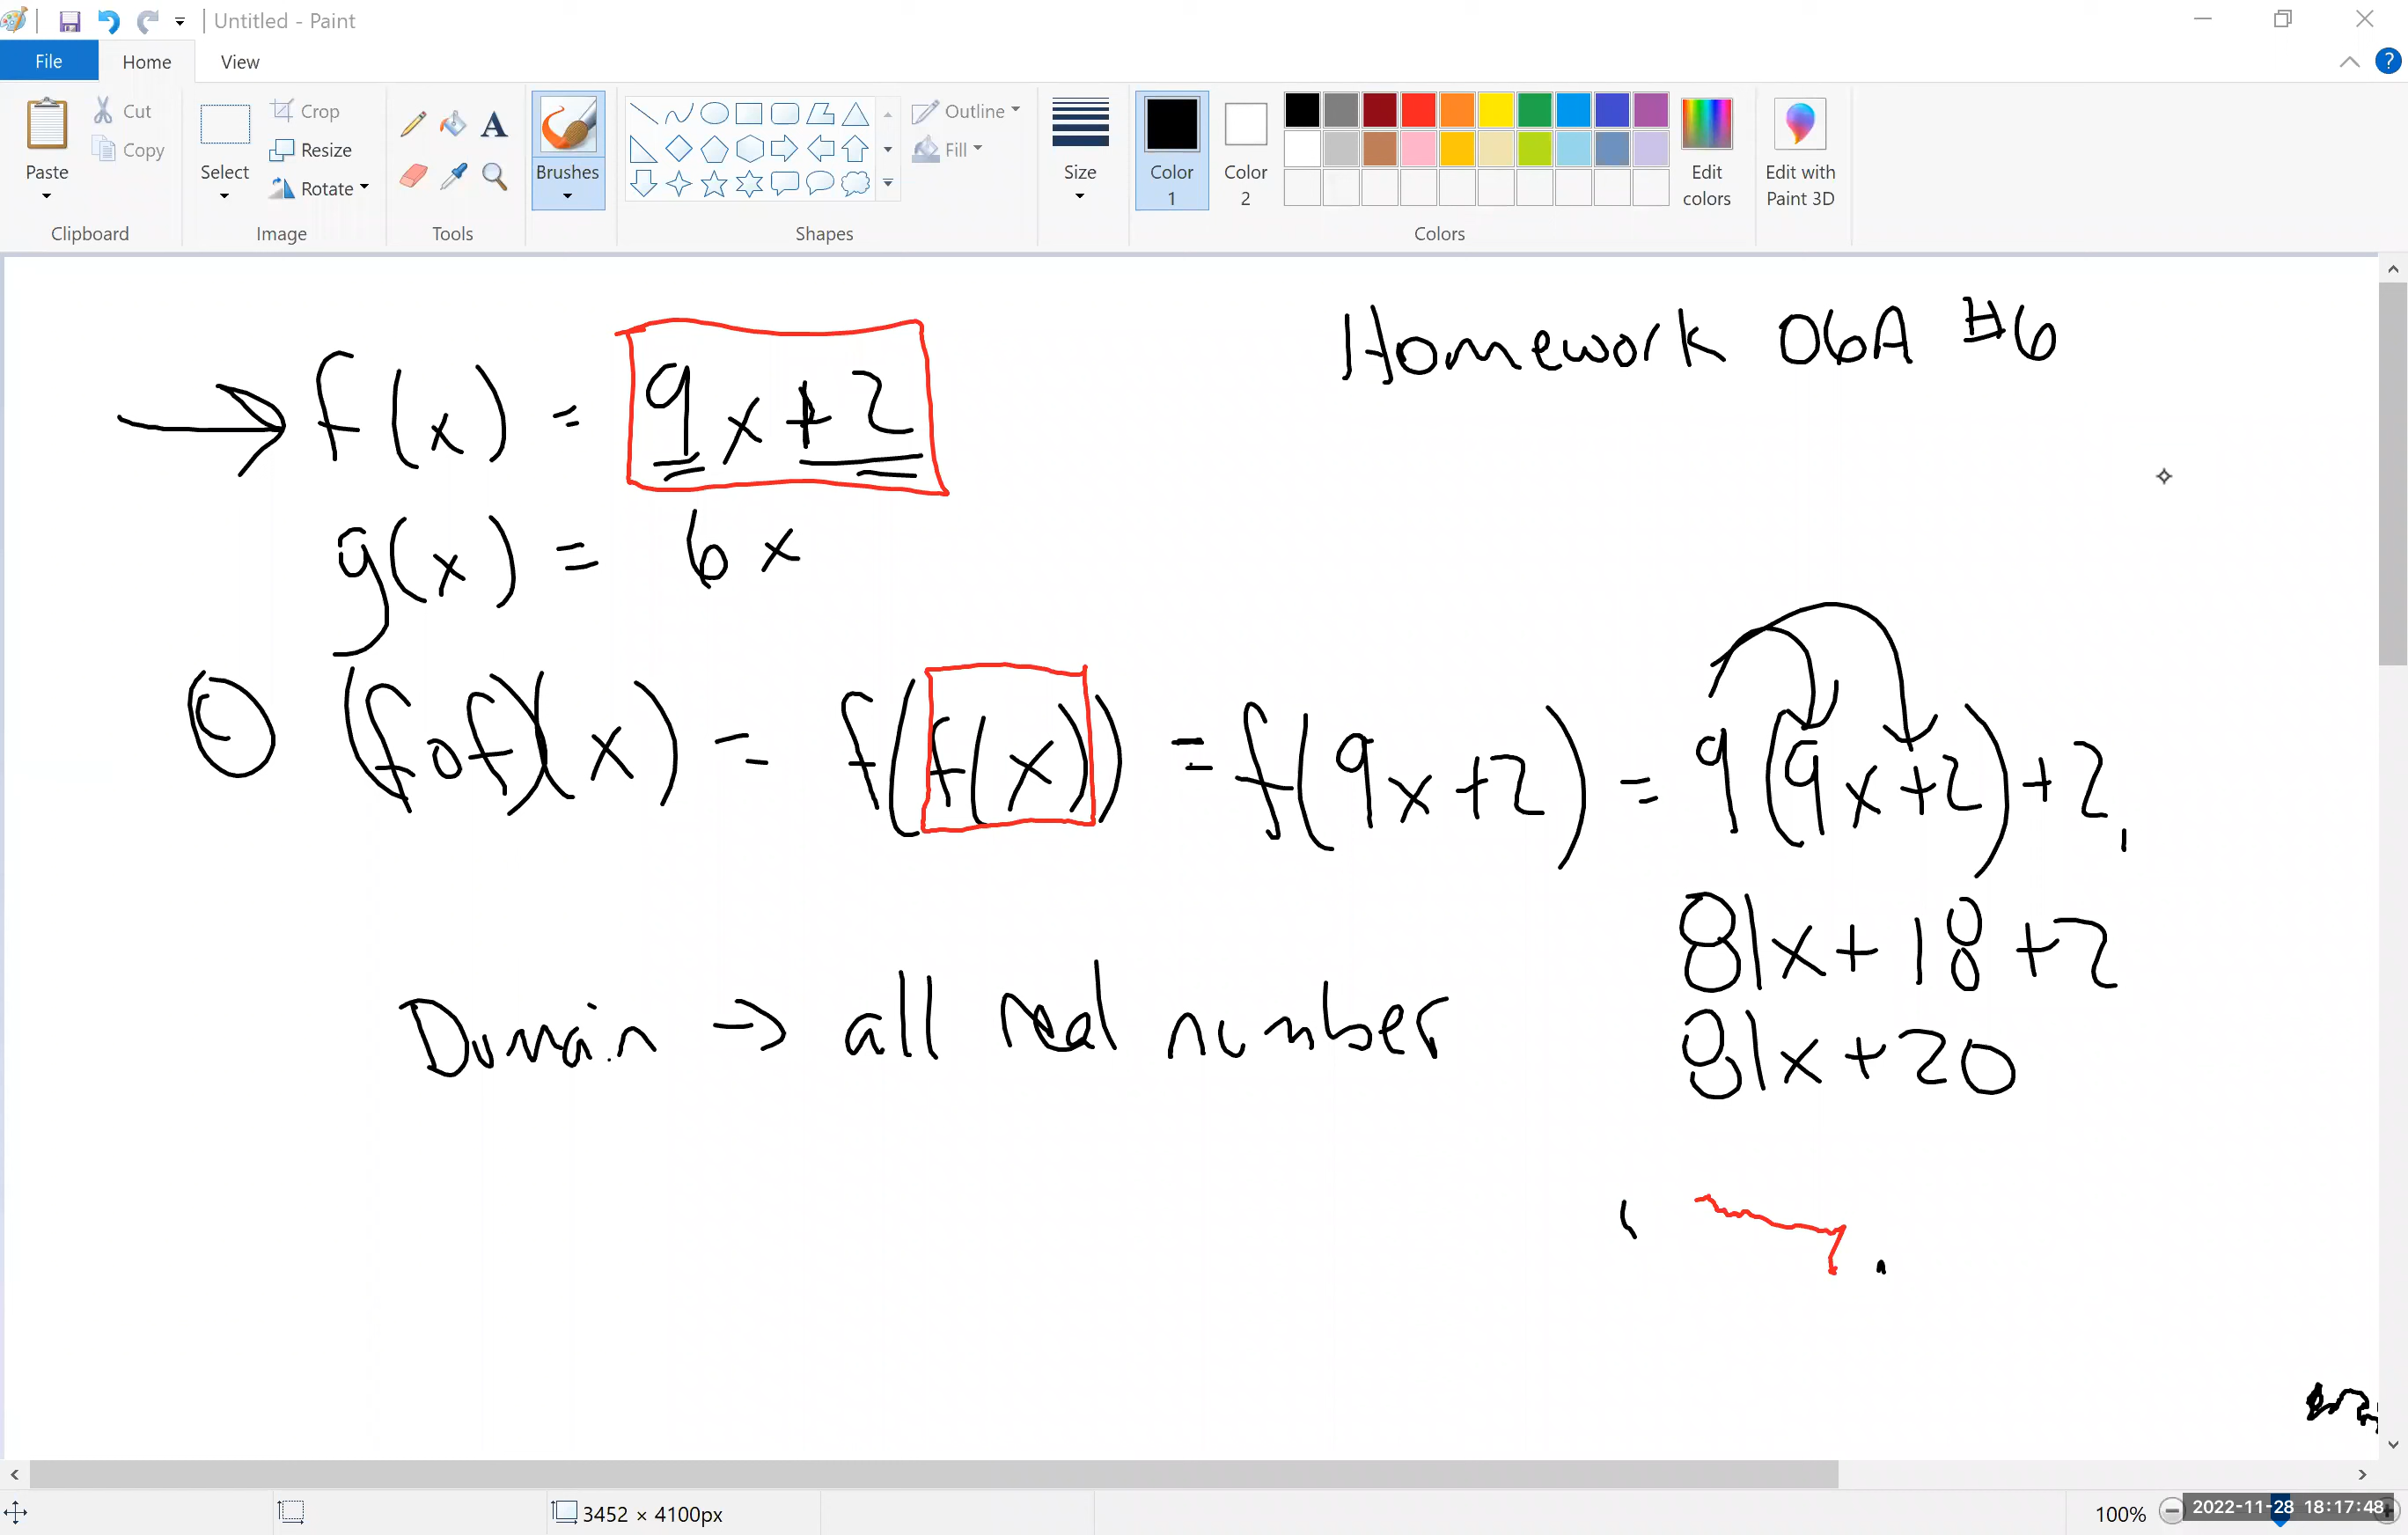 Untitled - Paint
File Home View
Paste Cut Copy Clipboard
Select Crop Resize Rotate Image
A Tools
Brushes
Outline Fill Shapes
Size
Color 1 Color 2 Edit colors Colors
Edit with Paint 3D
?
Homework 06A #6
f(x) = 9x+2
g(x) = 6x
c (fof)(x) = f(f(x)) = f(9x+2) = 9(9x+2)+2
81x+18+2
Domain → all real number
81x+20
3452 × 4100px
100%
2022-11-28 18:17:48